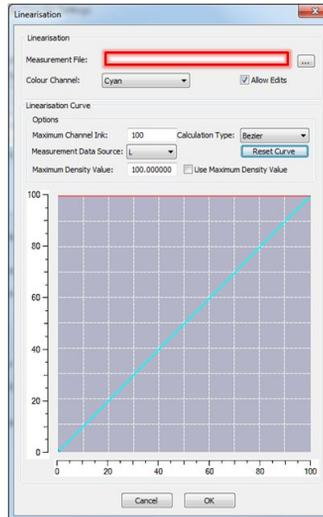 Linearisation
Linearisation
Measurement File:
...
Colour Channel: Cyan Allow Edits
Linearisation Curve
Options
Maximum Channel Ink: 100 Calculation Type: Bezier
Measurement Data Source: L Reset Curve
Maximum Density Value: 100.000000 Use Maximum Density Value
100
80
60
40
20
0
0 20 40 60 80 100
Cancel OK